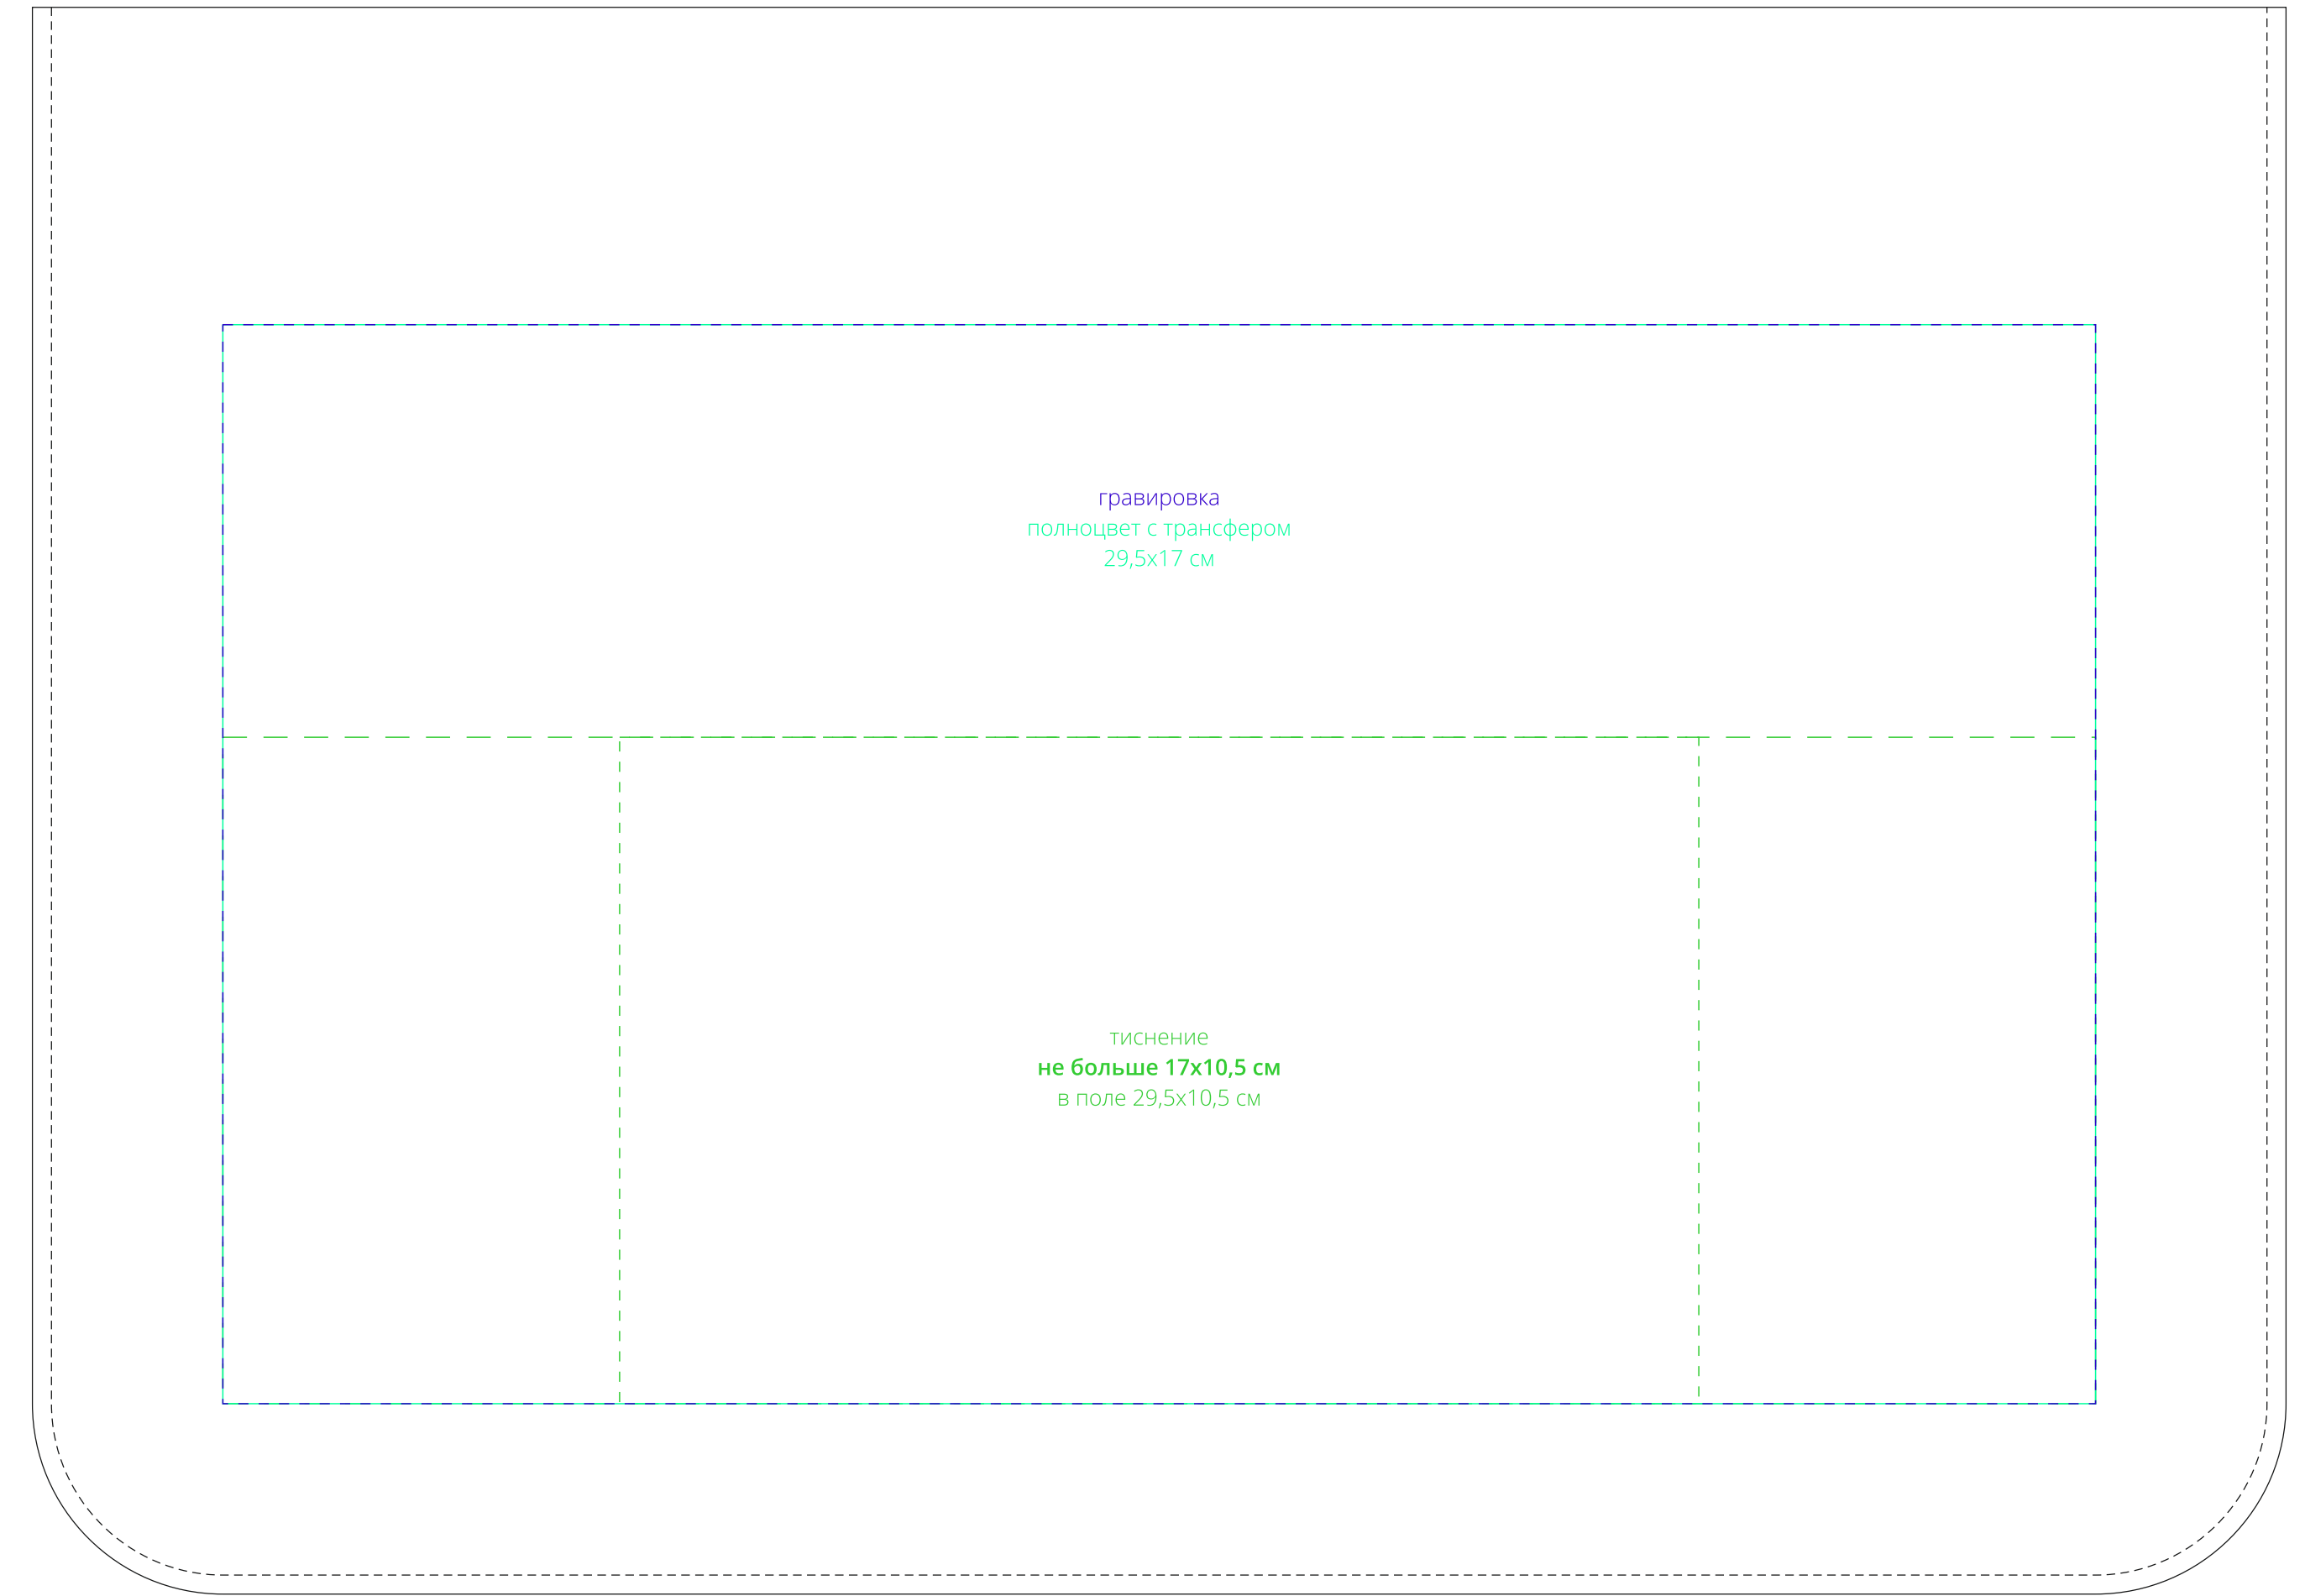 гравировка
полноцвет с трансфером
29,5х17 см
тиснение
не больше 17х10,5 см
в поле 29,5х10,5 см